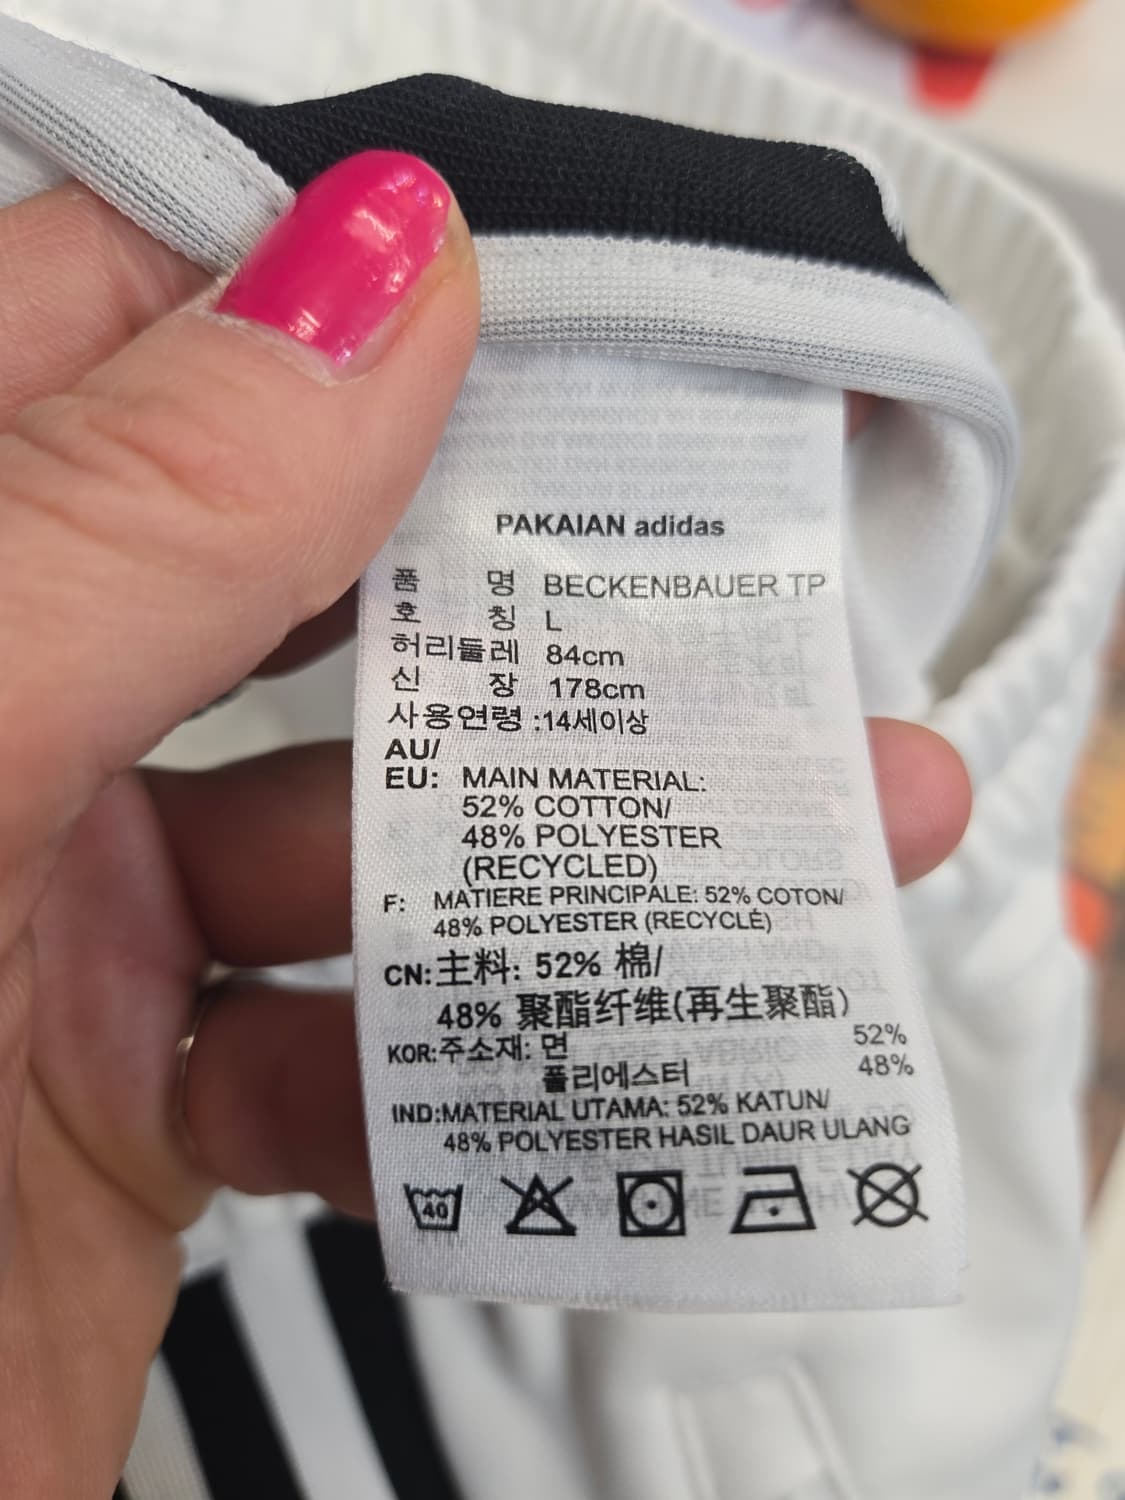 PAKAIAN adidas
품 명 BECKENBAUER TP
호 칭 L
허리둘레 84cm
신 장 178cm
사용연령 :14세이상
AU/
EU: MAIN MATERIAL:
52% COTTON/
48% POLYESTER
(RECYCLED)
F: MATIERE PRINCIPALE: 52% COTON/
48% POLYESTER (RECYCLÉ)
CN:主料: 52% 棉/
48% 聚酯纤维(再生聚酯)
KOR:주소재: 면 52%
폴리에스터 48%
IND:MATERIAL UTAMA: 52% KATUN/
48% POLYESTER HASIL DAUR ULANG
40